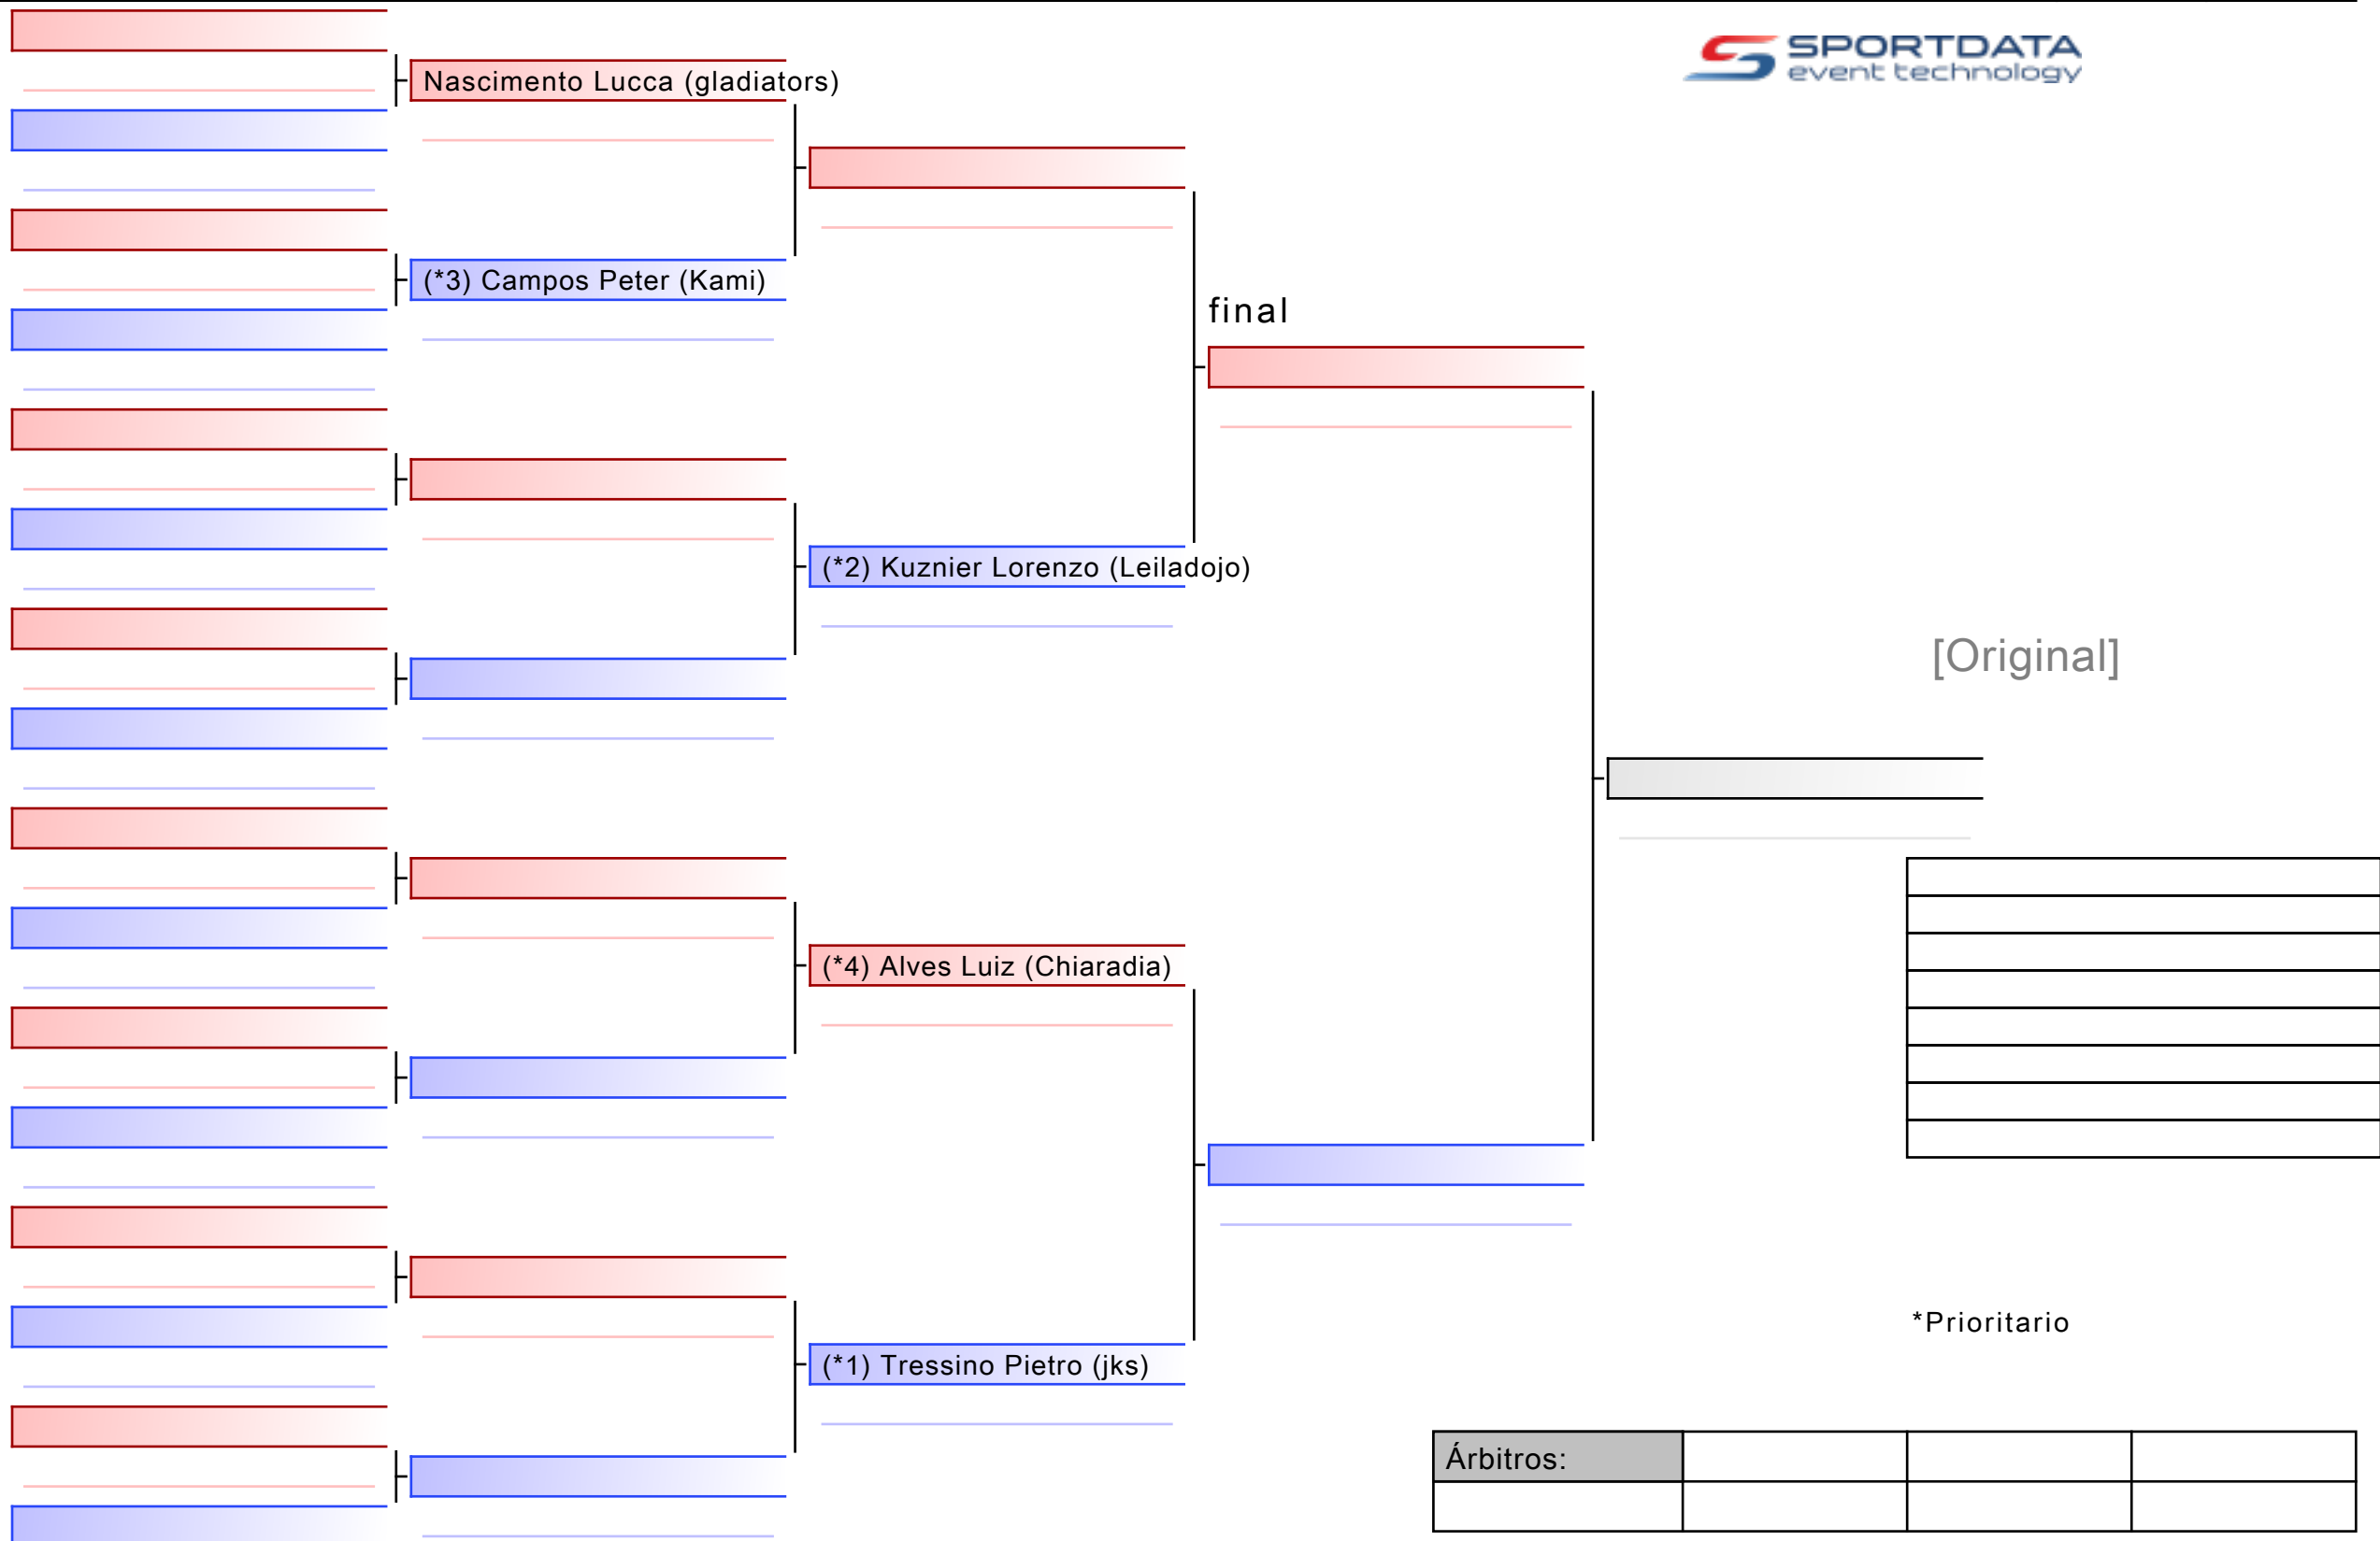 SPORTDATA
event technology
Nascimento Lucca (gladiators)
(*3) Campos Peter (Kami)
final
(*2) Kuznier Lorenzo (Leiladojo)
[Original]
(*4) Alves Luiz (Chiaradia)
*Prioritario
(*1) Tressino Pietro (jks)
Árbitros: